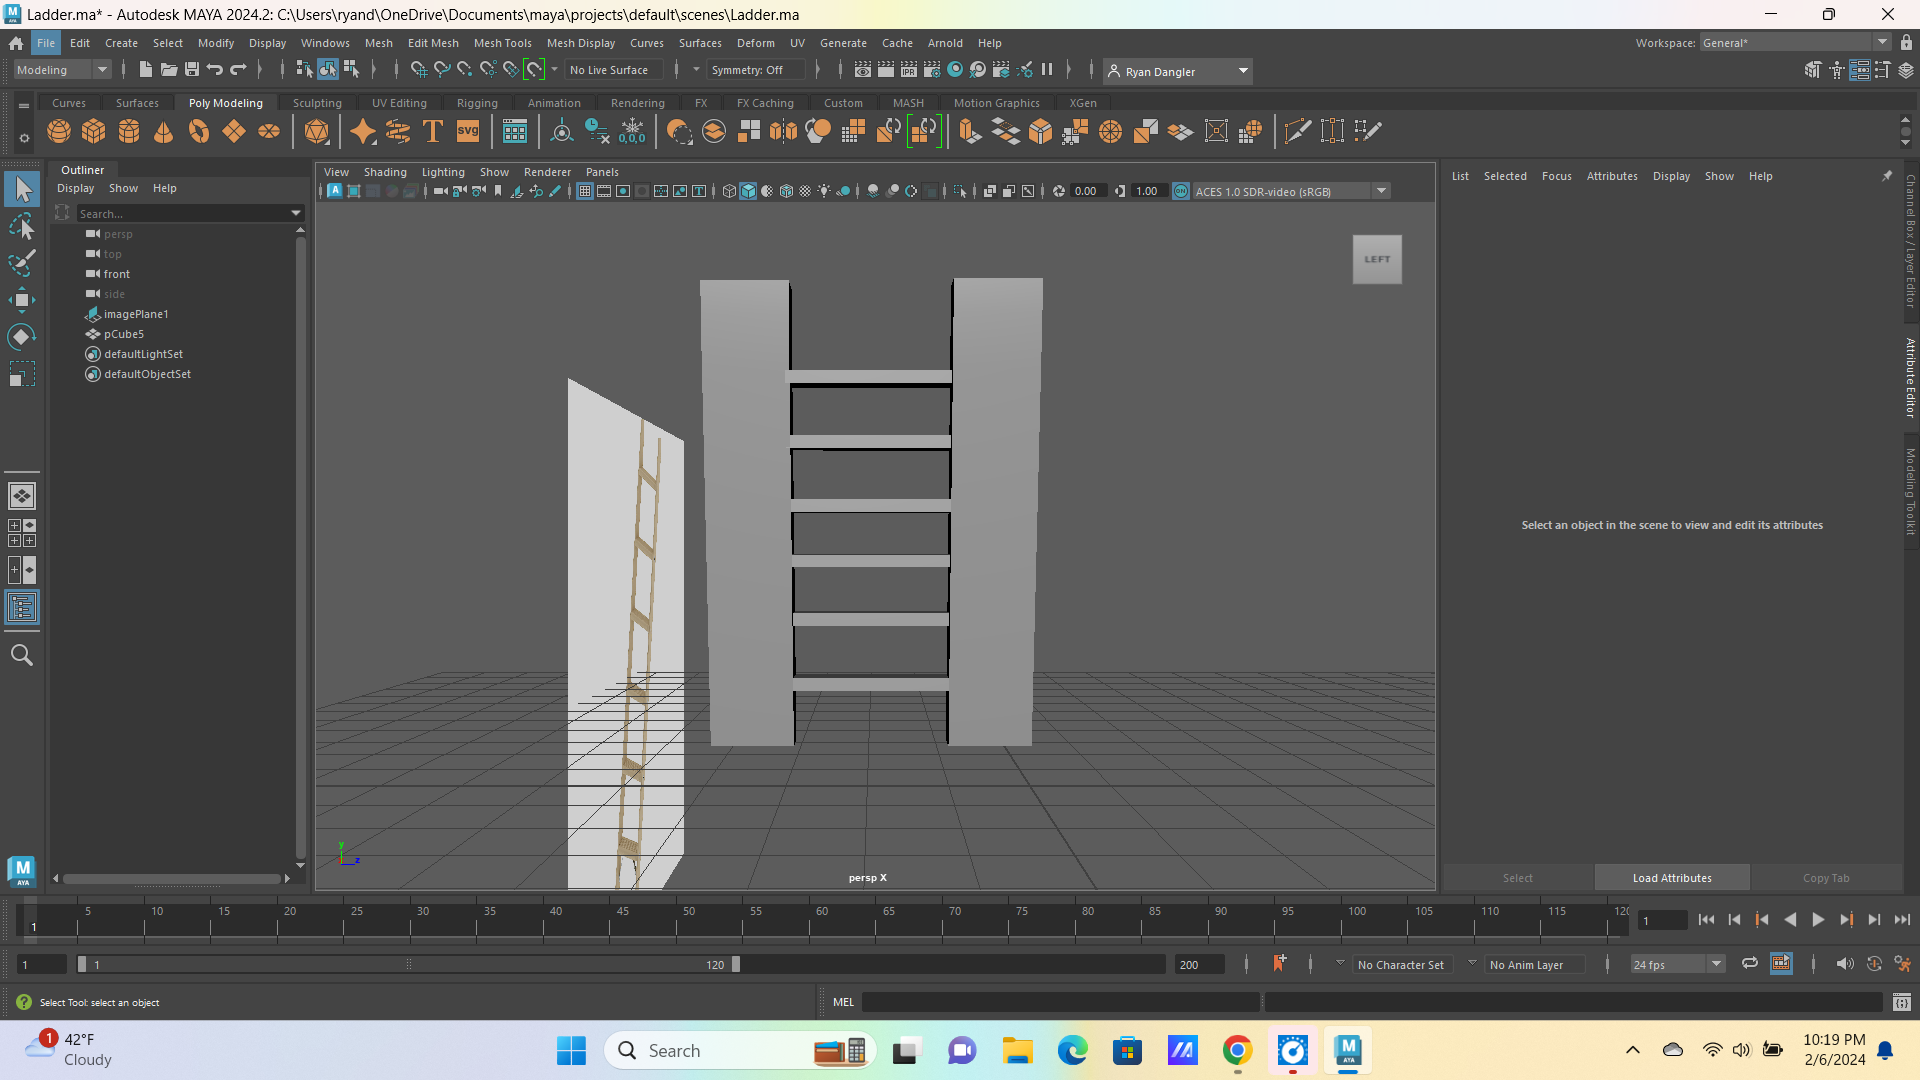 Ladder.ma* - Autodesk MAYA 2024.2: C:\Users\ryand\OneDrive\Documents\maya\projects\default\scenes\Ladder.ma
File Edit Create Select Modify Display Windows Mesh Edit Mesh Mesh Tools Mesh Display Curves Surfaces Deform UV Generate Cache Arnold Help
Workspace: General*
Modeling
No Live Surface
Symmetry: Off
IPR
Ryan Dangler
Curves Surfaces Poly Modeling Sculpting UV Editing Rigging Animation Rendering FX FX Caching Custom MASH Motion Graphics XGen
T
svg
0,0,0
Outliner
Display Show Help
Search...
persp
top
front
side
imagePlane1
pCube5
defaultLightSet
defaultObjectSet
View Shading Lighting Show Renderer Panels
0.00
1.00
ON
ACES 1.0 SDR-video (sRGB)
LEFT
y
z
persp X
List Selected Focus Attributes Display Show Help
Select an object in the scene to view and edit its attributes
Select
Load Attributes
Copy Tab
Channel Box / Layer Editor
Attribute Editor
Modeling Toolkit
M
AYA
5 10 15 20 25 30 35 40 45 50 55 60 65 70 75 80 85 90 95 100 105 110 115 120
1
1
1
1
120
200
No Character Set
No Anim Layer
24 fps
Select Tool: select an object
MEL
1
42°F
Cloudy
Search
M
AYA
10:19 PM
2/6/2024